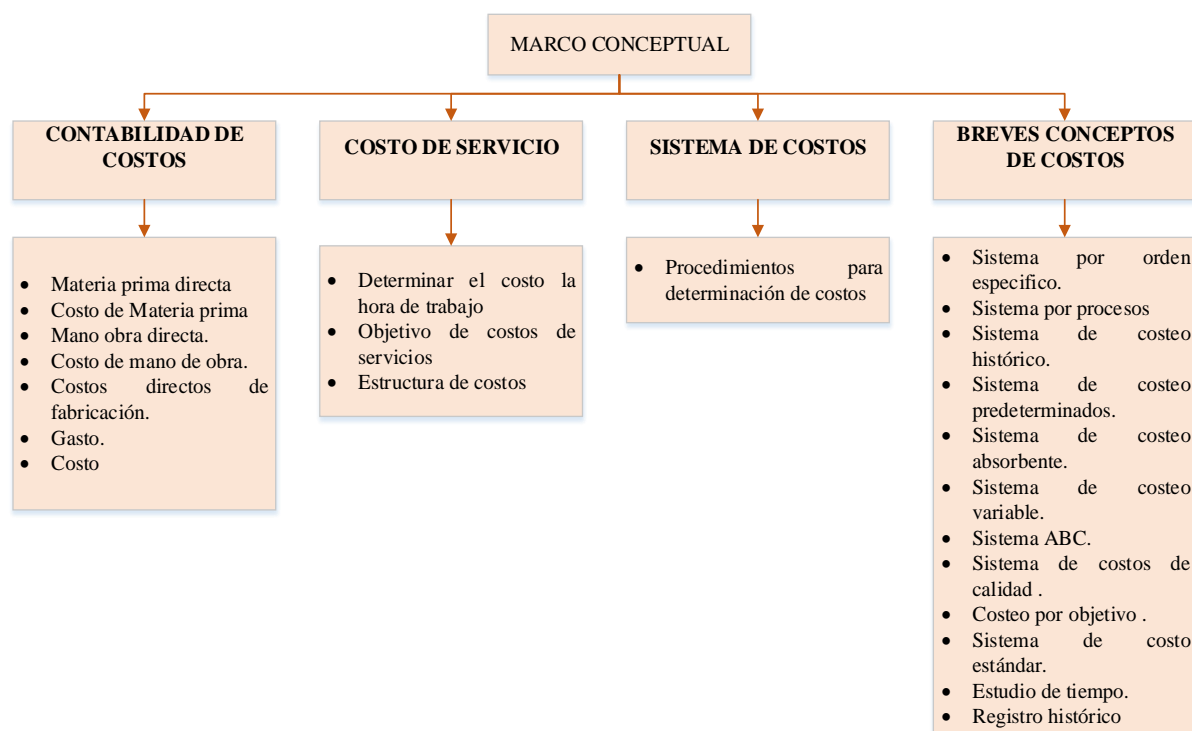 MARCO CONCEPTUAL
CONTABILIDAD DE
COSTOS
COSTO DE SERVICIO
SISTEMA DE COSTOS
BREVES CONCEPTOS
DE COSTOS
• Materia prima directa
• Costo de Materia prima
• Mano obra directa.
• Costo de mano de obra.
• Costos directos de
fabricación.
• Gasto.
• Costo
• Determinar el costo la
hora de trabajo
• Objetivo de costos de
servicios
• Estructura de costos
• Procedimientos para
determinación de costos
• Sistema por orden
especifico.
• Sistema por procesos
• Sistema de costeo
histórico.
• Sistema de costeo
predeterminados.
• Sistema de costeo
absorbente.
• Sistema de costeo
variable.
• Sistema ABC.
• Sistema de costos de
calidad .
• Costeo por objetivo .
• Sistema de costo
estándar.
• Estudio de tiempo.
• Registro histórico